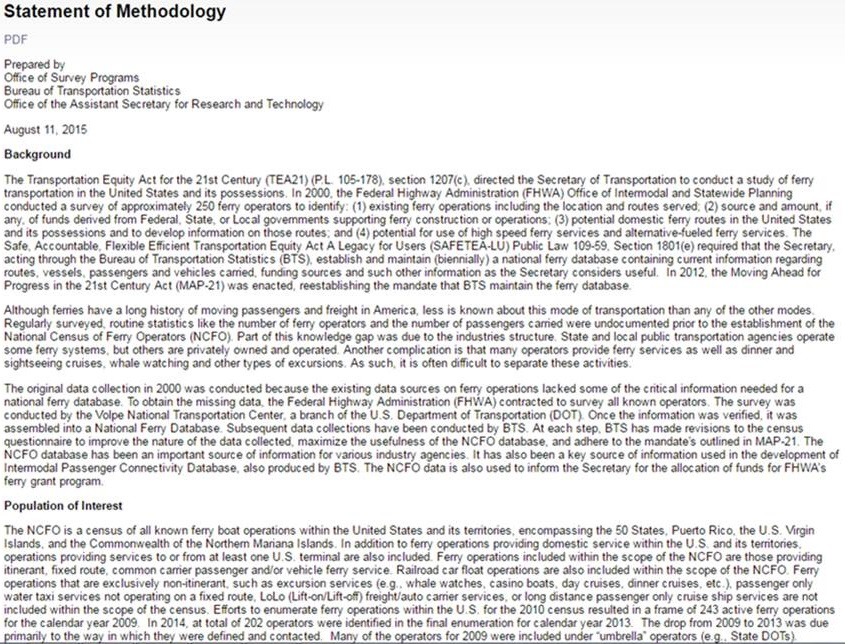 Statement of Methodology
PDF
Prepared by
Office of Survey Programs
Bureau of Transportation Statistics
Office of the Assistant Secretary for Research and Technology
August 11, 2015
Background
The Transportation Equity Act for the 21st Century (TEA21) (P.L. 105-178), section 1207(c), directed the Secretary of Transportation to conduct a study of ferry
transportation in the United States and its possessions. In 2000, the Federal Highway Administration (FHWA) Office of Intermodal and Statewide Planning
conducted a survey of approximately 250 ferry operators to identify: (1) existing ferry operations including the location and routes served; (2) source and amount, if
any, of funds derived from Federal, State, or Local governments supporting ferry construction or operations; (3) potential domestic ferry routes in the United States
and its possessions and to develop information on those routes; and (4) potential for use of high speed ferry services and alternative-fueled ferry services. The
Safe, Accountable, Flexible Efficient Transportation Equity Act A Legacy for Users (SAFETEA-LU) Public Law 109-59, Section 1801(e) required that the Secretary,
acting through the Bureau of Transportation Statistics (BTS), establish and maintain (biennially) a national ferry database containing current information regarding
routes, vessels, passengers and vehicles carried, funding sources and such other information as the Secretary considers useful. In 2012, the Moving Ahead for
Progress in the 21st Century Act (MAP-21) was enacted, reestablishing the mandate that BTS maintain the ferry database.
Although ferries have a long history of moving passengers and freight in America, less is known about this mode of transportation than any of the other modes.
Regularly surveyed, routine statistics like the number of ferry operators and the number of passengers carried were undocumented prior to the establishment of the
National Census of Ferry Operators (NCFO). Part of this knowledge gap was due to the industries structure. State and local public transportation agencies operate
some ferry systems, but others are privately owned and operated. Another complication is that many operators provide ferry services as well as dinner and
sightseeing cruises, whale watching and other types of excursions. As such, it is often difficult to separate these activities.
The original data collection in 2000 was conducted because the existing data sources on ferry operations lacked some of the critical information needed for a
national ferry database. To obtain the missing data, the Federal Highway Administration (FHWA) contracted to survey all known operators. The survey was
conducted by the Volpe National Transportation Center, a branch of the U.S. Department of Transportation (DOT). Once the information was verified, it was
assembled into a National Ferry Database. Subsequent data collections have been conducted by BTS. At each step, BTS has made revisions to the census
questionnaire to improve the nature of the data collected, maximize the usefulness of the NCFO database, and adhere to the mandate's outlined in MAP-21. The
NCFO database has been an important source of information for various industry agencies. It has also been a key source of information used in the development of
Intermodal Passenger Connectivity Database, also produced by BTS. The NCFO data is also used to inform the Secretary for the allocation of funds for FHWA's
ferry grant program.
Population of Interest
The NCFO is a census of all known ferry boat operations within the United States and its territories, encompassing the 50 States, Puerto Rico, the U.S. Virgin
Islands, and the Commonwealth of the Northern Mariana Islands. In addition to ferry operations providing domestic service within the U.S. and its territories,
operations providing services to or from at least one U.S. terminal are also included. Ferry operations included within the scope of the NCFO are those providing
itinerant, fixed route, common carrier passenger and/or vehicle ferry service. Railroad car float operations are also included within the scope of the NCFO. Ferry
operations that are exclusively non-itinerant, such as excursion services (e.g., whale watches, casino boats, day cruises, dinner cruises, etc.), passenger only
water taxi services not operating on a fixed route, LoLo (Lift-on/Lift-off) freight/auto carrier services, or long distance passenger only cruise ship services are not
included within the scope of the census. Efforts to enumerate ferry operations within the U.S. for the 2010 census resulted in a frame of 243 active ferry operations
for the calendar year 2009. In 2014, at total of 202 operators were identified in the final enumeration for calendar year 2013. The drop from 2009 to 2013 was due
primarily to the way in which they were defined and contacted. Many of the operators for 2009 were included under "umbrella" operators (e.g., State DOTs).